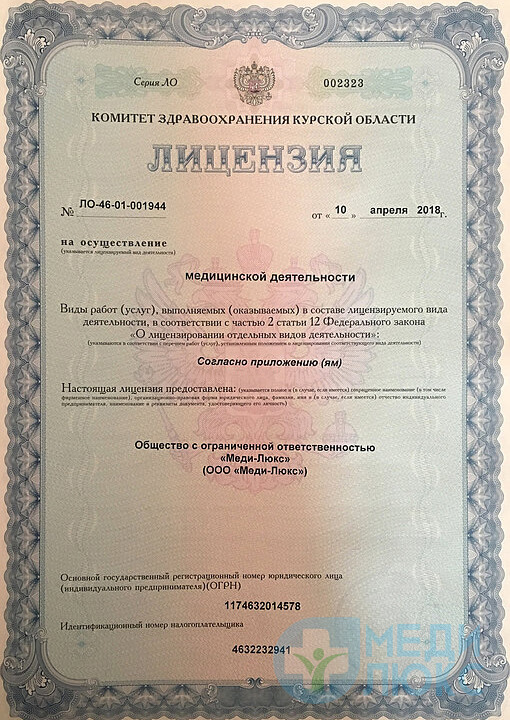 Серия ЛО 002323
КОМИТЕТ ЗДРАВООХРАНЕНИЯ КУРСКОЙ ОБЛАСТИ
ЛИЦЕНЗИЯ
№ ЛО-46-01-001944 от « 10 » апреля 2018 г.
на осуществление
(указывается лицензируемый вид деятельности)
медицинской деятельности
Виды работ (услуг), выполняемых (оказываемых) в составе лицензируемого вида
деятельности, в соответствии с частью 2 статьи 12 Федерального закона
«О лицензировании отдельных видов деятельности»:
(указываются в соответствии с перечнем работ (услуг), установленным положением о лицензировании соответствующего вида деятельности)
Согласно приложению (ям)
Настоящая лицензия предоставлена: (указывается полное и (в случае, если имеется) сокращенное наименование (в том числе
фирменное наименование), организационно-правовая форма юридического лица, фамилия, имя и (в случае, если имеется) отчество индивидуального
предпринимателя, наименование и реквизиты документа, удостоверяющего его личность)
Общество с ограниченной ответственностью
«Меди-Люкс»
(ООО «Меди-Люкс»)
Основной государственный регистрационный номер юридического лица
(индивидуального предпринимателя)(ОГРН)
1174632014578
Идентификационный номер налогоплательщика
4632232941
МЕДИ
ЛЮКС